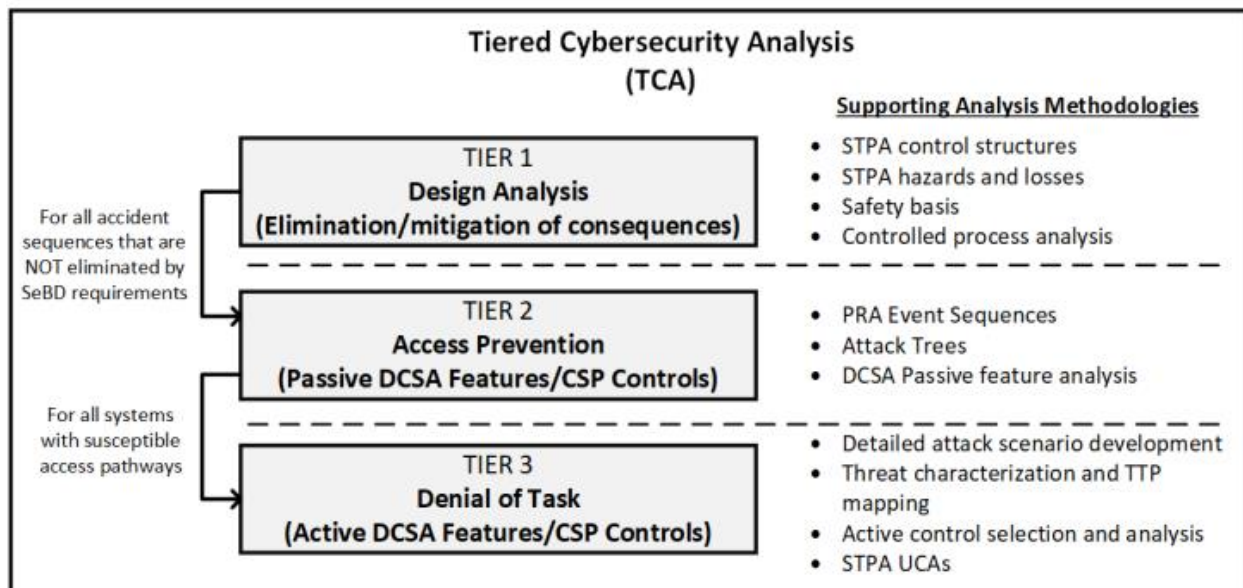 Tiered Cybersecurity Analysis
(TCA)
Supporting Analysis Methodologies
TIER 1
Design Analysis
(Elimination/mitigation of consequences)
• STPA control structures
• STPA hazards and losses
• Safety basis
• Controlled process analysis
For all accident
sequences that are
NOT eliminated by
SeBD requirements
TIER 2
Access Prevention
(Passive DCSA Features/CSP Controls)
• PRA Event Sequences
• Attack Trees
• DCSA Passive feature analysis
For all systems
with susceptible
access pathways
TIER 3
Denial of Task
(Active DCSA Features/CSP Controls)
• Detailed attack scenario development
• Threat characterization and TTP
mapping
• Active control selection and analysis
• STPA UCAs